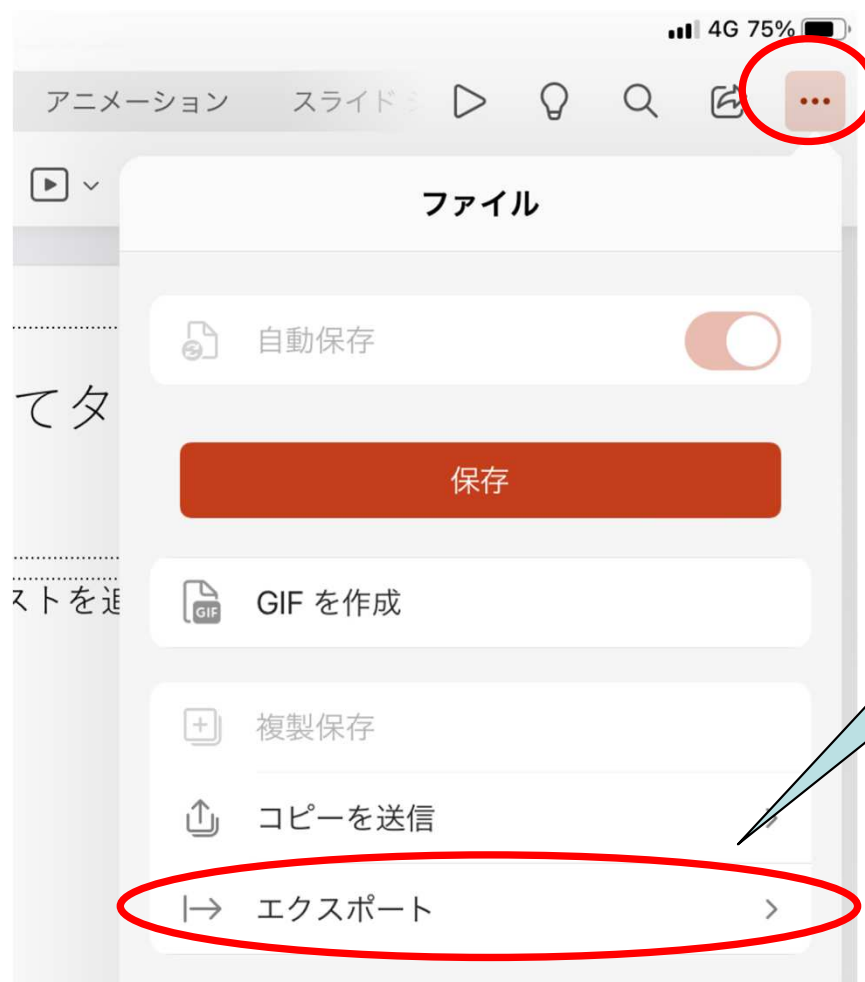 4G 75%
アニメーション スライド
ファイル
自動保存
てタ
保存
ストを追
GIF GIF を作成
複製保存
コピーを送信
エクスポート